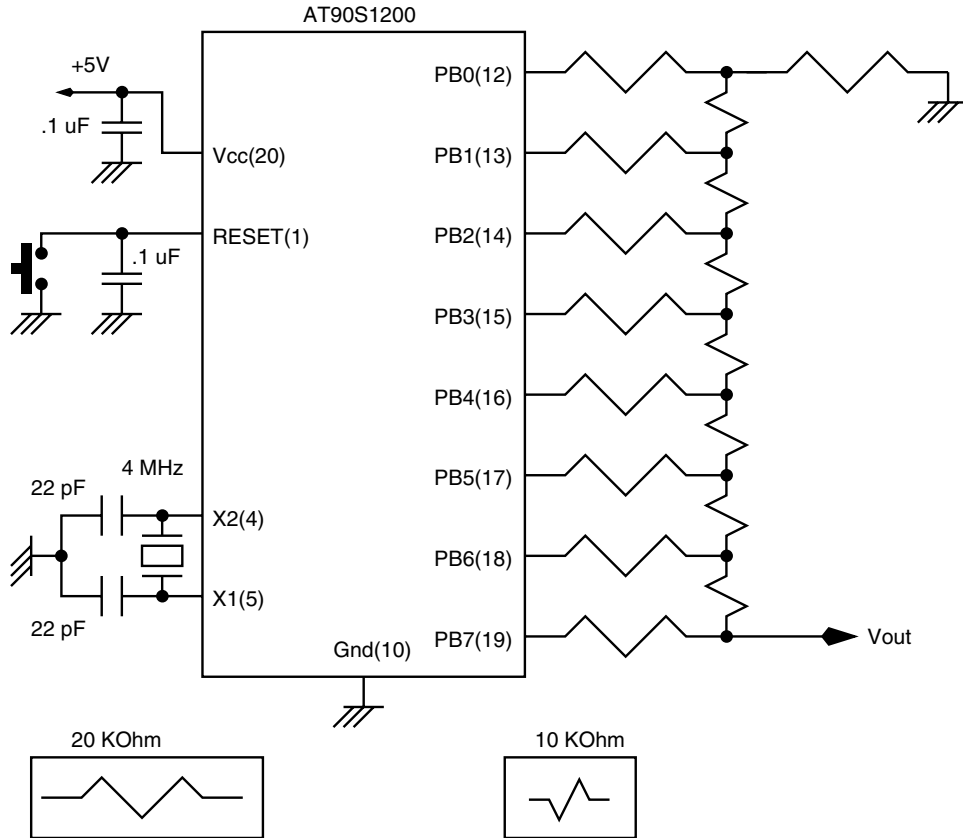 AT90S1200
+5V
.1 uF
Vcc(20)
RESET(1)
.1 uF
4 MHz
22 pF
X2(4)
X1(5)
22 pF
Gnd(10)
PB0(12)
PB1(13)
PB2(14)
PB3(15)
PB4(16)
PB5(17)
PB6(18)
PB7(19)
Vout
20 KOhm
10 KOhm